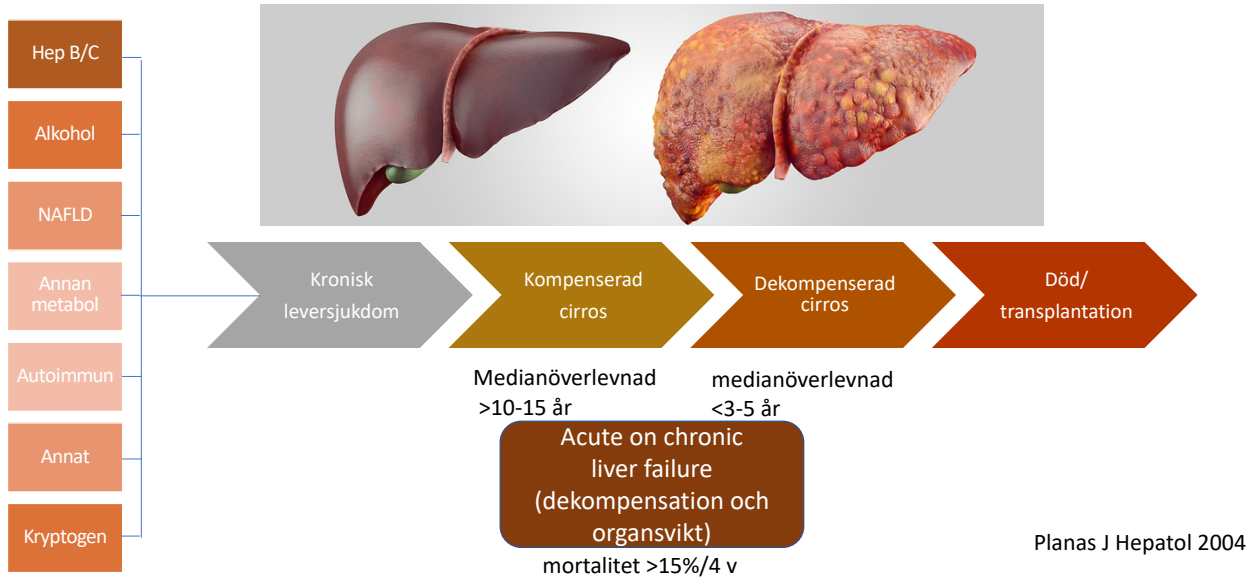 Hep B/C
Alkohol
NAFLD
Annan
metabol
Autoimmun
Annat
Kryptogen
Kronisk
leversjukdom
Kompenserad
cirros
Dekompenserad
cirros
Död/
transplantation
Medianöverlevnad
>10-15 år
medianöverlevnad
<3-5 år
Acute on chronic
liver failure
(dekompensation och
organsvikt)
mortalitet >15%/4 v
Planas J Hepatol 2004